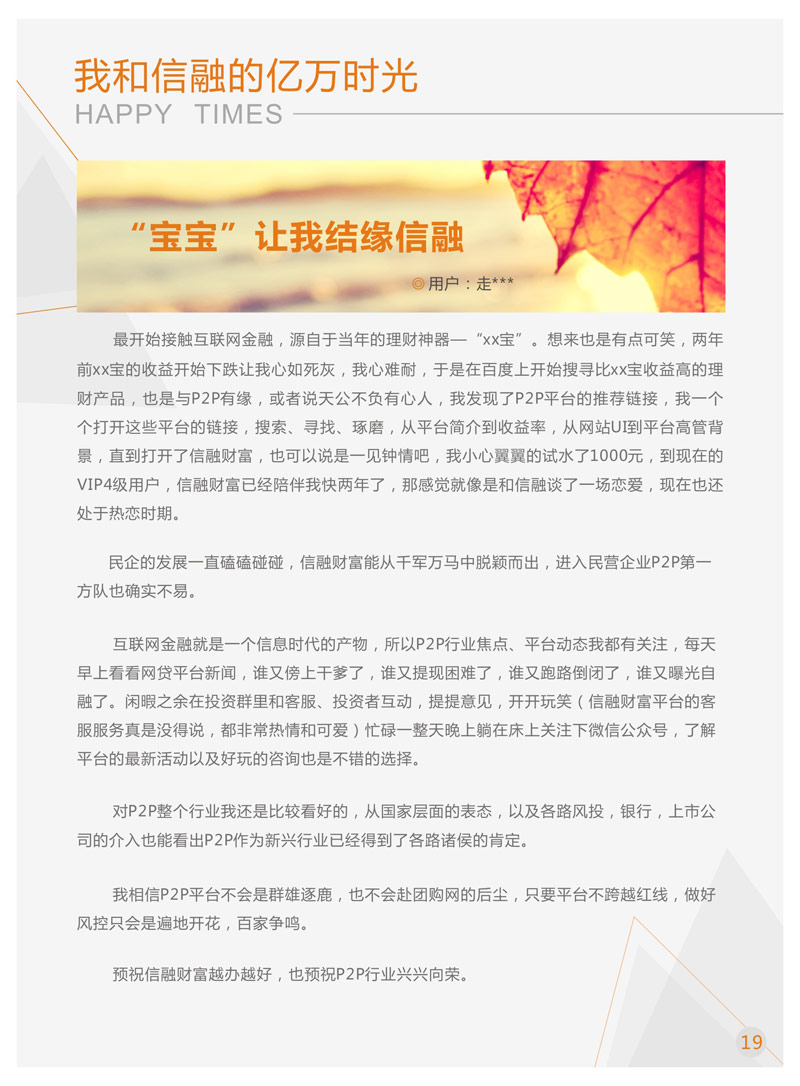 我和信融的亿万时光
HAPPY TIMES
“宝宝”让我结缘信融
用户：走***
最开始接触互联网金融，源自于当年的理财神器—“xx宝”。想来也是有点可笑，两年
前xx宝的收益开始下跌让我心如死灰，我心难耐，于是在百度上开始搜寻比xx宝收益高的理
财产品，也是与P2P有缘，或者说天公不负有心人，我发现了P2P平台的推荐链接，我一个
个打开这些平台的链接，搜索、寻找、琢磨，从平台简介到收益率，从网站UI到平台高管背
景，直到打开了信融财富，也可以说是一见钟情吧，我小心翼翼的试水了1000元，到现在的
VIP4级用户，信融财富已经陪伴我快两年了，那感觉就像是和信融谈了一场恋爱，现在也还
处于热恋时期。
民企的发展一直磕磕碰碰，信融财富能从千军万马中脱颖而出，进入民营企业P2P第一
方队也确实不易。
互联网金融就是一个信息时代的产物，所以P2P行业焦点、平台动态我都有关注，每天
早上看看网贷平台新闻，谁又傍上干爹了，谁又提现困难了，谁又跑路倒闭了，谁又曝光自
融了。闲暇之余在投资群里和客服、投资者互动，提提意见，开开玩笑（信融财富平台的客
服服务真是没得说，都非常热情和可爱）忙碌一整天晚上躺在床上关注下微信公众号，了解
平台的最新活动以及好玩的咨询也是不错的选择。
对P2P整个行业我还是比较看好的，从国家层面的表态，以及各路风投，银行，上市公
司的介入也能看出P2P作为新兴行业已经得到了各路诸侯的肯定。
我相信P2P平台不会是群雄逐鹿，也不会赴团购网的后尘，只要平台不跨越红线，做好
风控只会是遍地开花，百家争鸣。
预祝信融财富越办越好，也预祝P2P行业兴兴向荣。
19